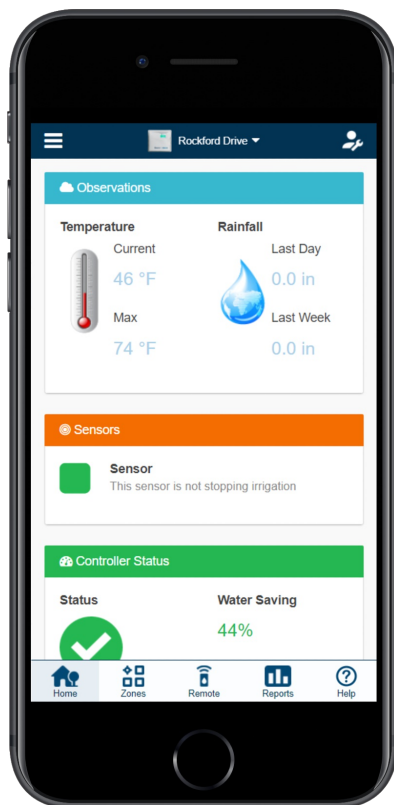 Rockford Drive
Observations
Temperature
Rainfall
Current
46 °F
Max
74 °F
Last Day
0.0 in
Last Week
0.0 in
Sensors
Sensor
This sensor is not stopping irrigation
Controller Status
Status
Water Saving
44%
Home
Zones
Remote
Reports
Help